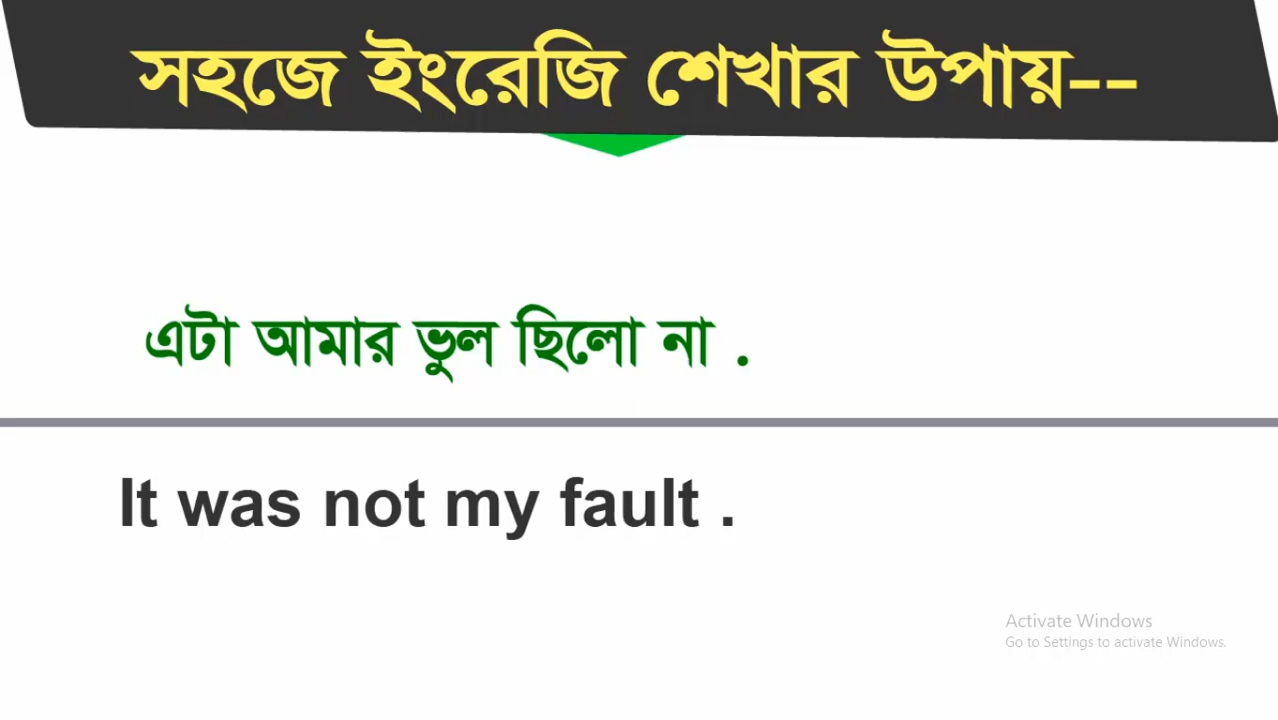 সহজে ইংরেজি শেখার উপায়--
এটা আমার ভুল ছিলো না .
It was not my fault .
Activate Windows
Go to Settings to activate Windows.